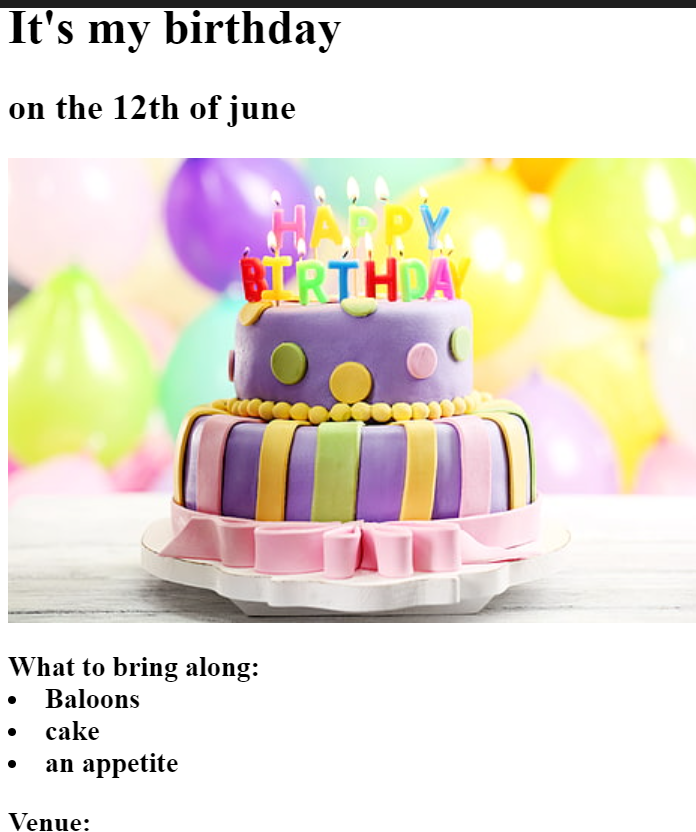 It's my birthday
on the 12th of june
HAPPY
BIRTHDAY
What to bring along:
• Baloons
• cake
• an appetite
Venue: